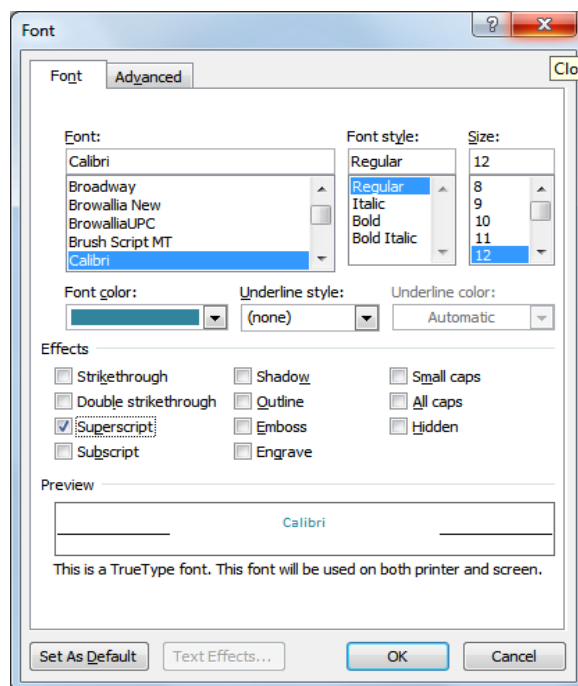 Font
?
X
Clo
Font
Advanced
Font:
Font style:
Size:
Calibri
Regular
12
Broadway
Browallia New
BrowalliaUPC
Brush Script MT
Calibri
Regular
Italic
Bold
Bold Italic
8
9
10
11
12
Font color:
Underline style:
Underline color:
(none)
Automatic
Effects
Strikethrough
Shadow
Small caps
Double strikethrough
Outline
All caps
Superscript
Emboss
Hidden
Subscript
Engrave
Preview
Calibri
This is a TrueType font. This font will be used on both printer and screen.
Set As Default
Text Effects...
OK
Cancel